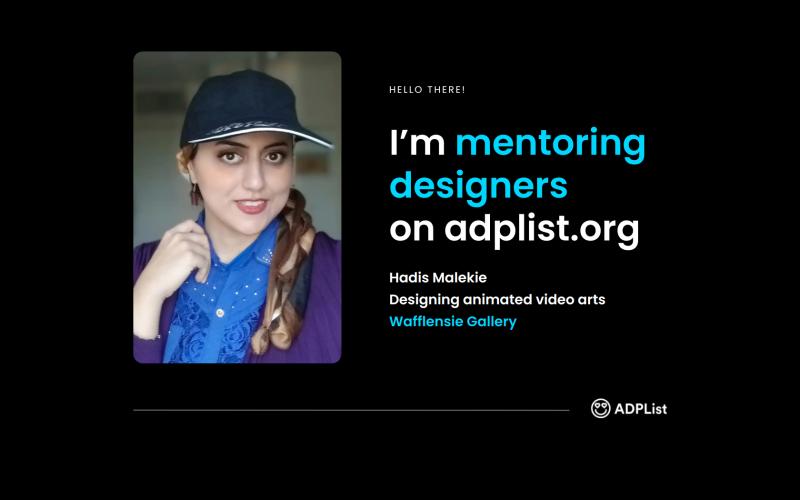 HELLO THERE!
I’m mentoring
designers
on adplist.org
Hadis Malekie
Designing animated video arts
Wafflensie Gallery
ADPList